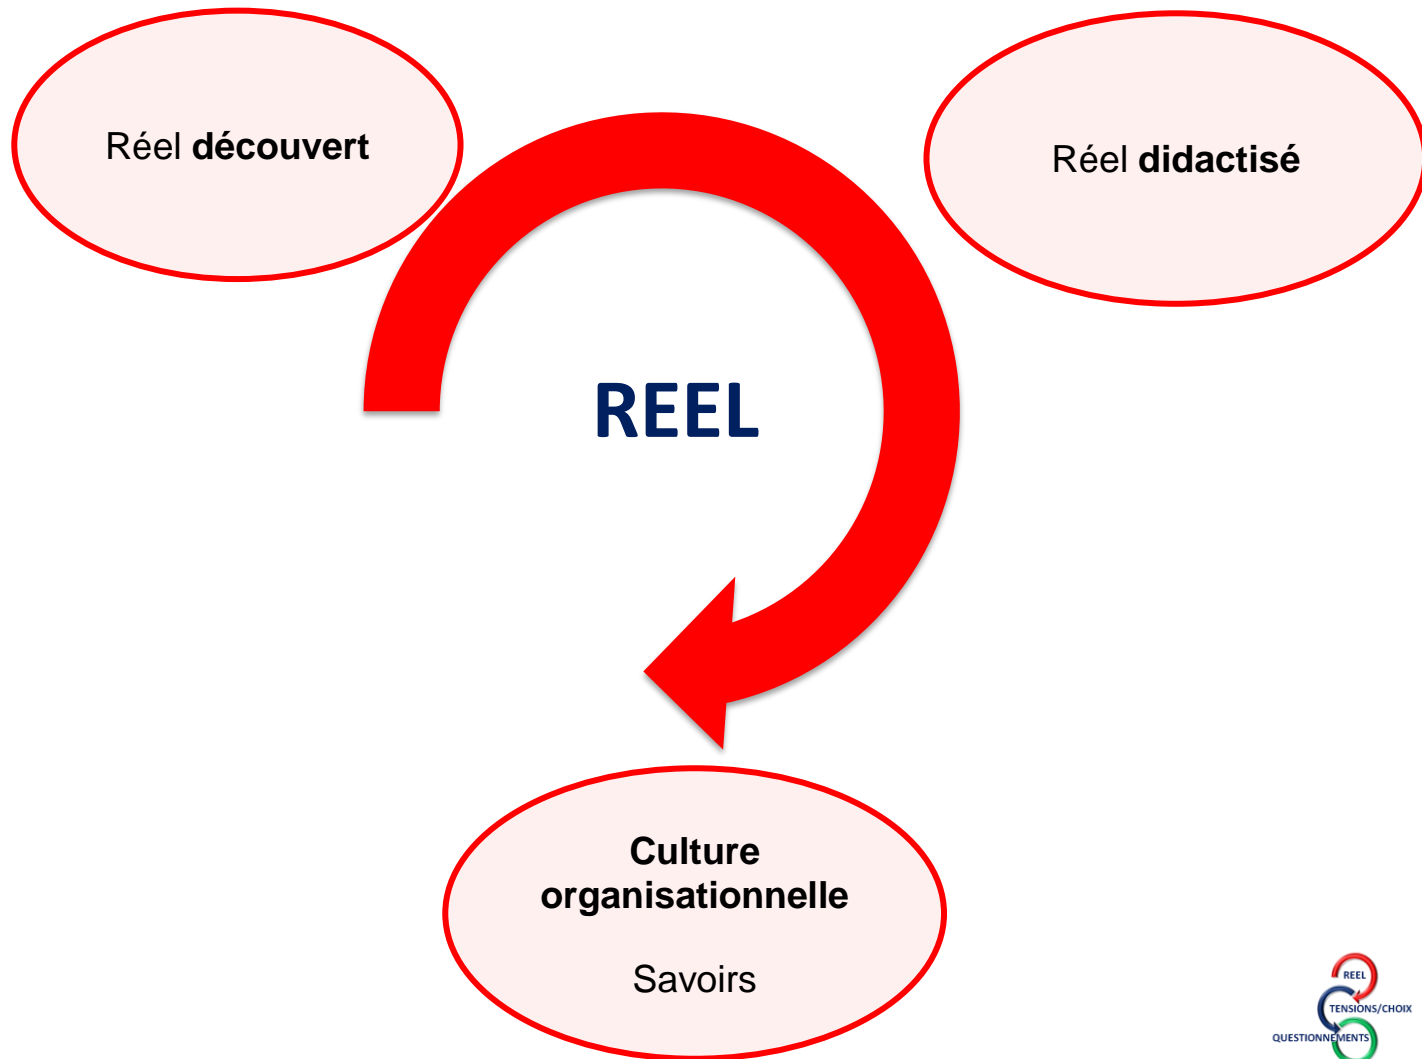 Réel découvert
Réel didactisé
REEL
Culture
organisationnelle
Savoirs
REEL
TENSIONS/CHOIX
QUESTIONNEMENTS